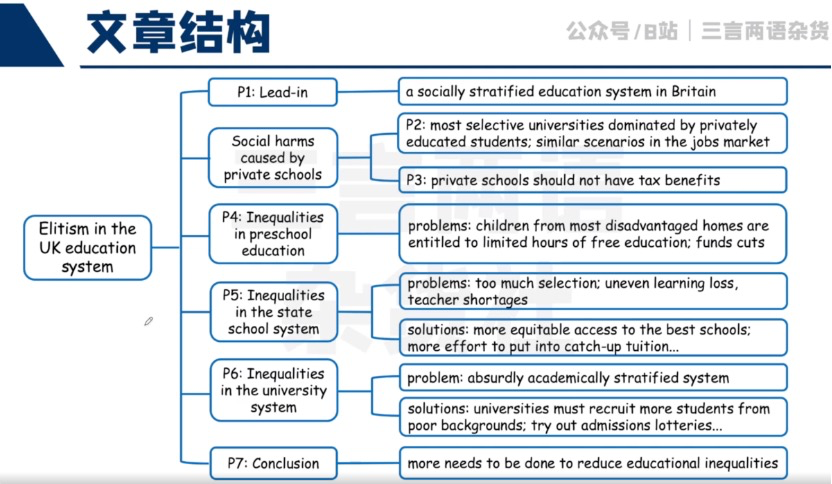 文章结构
公众号/B站｜三言两语杂货
Elitism in the
UK education
system
P1: Lead-in
a socially stratified education system in Britain
Social harms
caused by
private schools
P2: most selective universities dominated by privately
educated students; similar scenarios in the jobs market
P3: private schools should not have tax benefits
P4: Inequalities
in preschool
education
problems: children from most disadvantaged homes are
entitled to limited hours of free education; funds cuts
P5: Inequalities
in the state
school system
problems: too much selection; uneven learning loss,
teacher shortages
solutions: more equitable access to the best schools;
more effort to put into catch-up tuition...
P6: Inequalities
in the university
system
problem: absurdly academically stratified system
solutions: universities must recruit more students from
poor backgrounds; try out admissions lotteries...
P7: Conclusion
more needs to be done to reduce educational inequalities
三言两语
杂货社